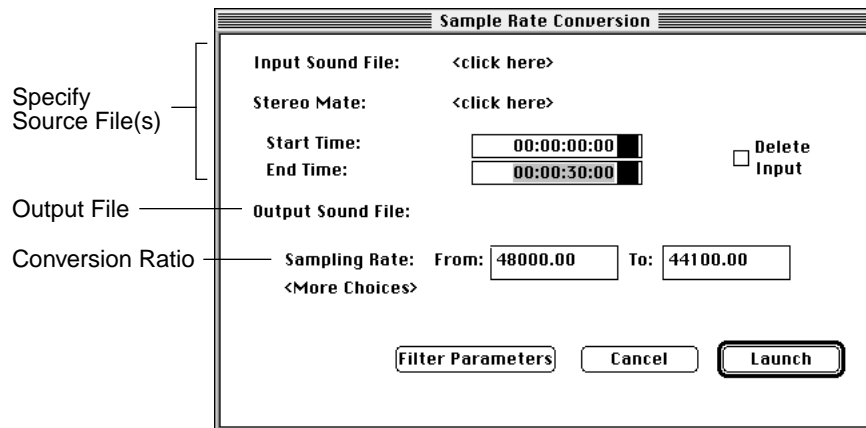 Sample Rate Conversion
Specify
Source File(s)
Input Sound File: <click here>
Stereo Mate: <click here>
Start Time: 00:00:00:00
End Time: 00:00:30:00
Delete
Input
Output File
Output Sound File:
Conversion Ratio
Sampling Rate: From: 48000.00 To: 44100.00
<More Choices>
Filter Parameters Cancel Launch